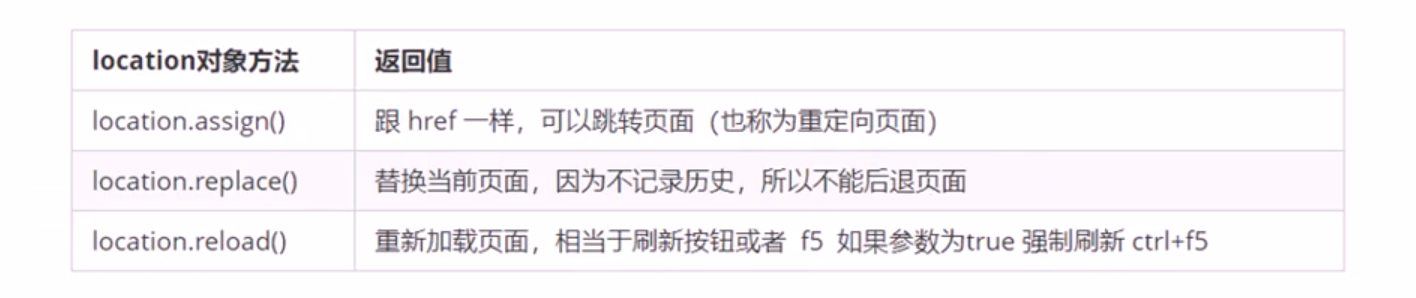 location对象方法 返回值
location.assign() 跟 href 一样，可以跳转页面（也称为重定向页面）
location.replace() 替换当前页面，因为不记录历史，所以不能后退页面
location.reload() 重新加载页面，相当于刷新按钮或者 f5 如果参数为true 强制刷新 ctrl+f5